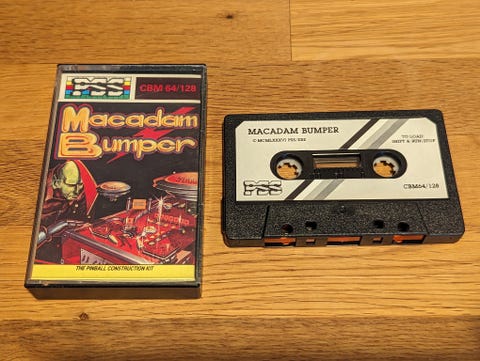 PSS
CBM 64/128
Macadam
Bumper
THE PINBALL CONSTRUCTION KIT
MACADAM BUMPER
© MCMLXXXVI PSS/ERE
TO LOAD
SHIFT & RUN/STOP
PSS
CBM64/128